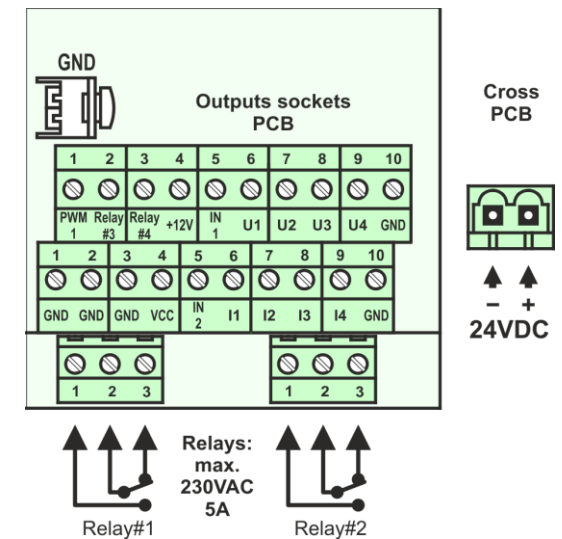 GND
Outputs sockets
PCB
Cross
PCB
1 2 3 4 5 6 7 8 9 10
PWM 1 Relay #3 Relay #4 +12V IN 1 U1 U2 U3 U4 GND
1 2 3 4 5 6 7 8 9 10
GND GND GND VCC IN 2 I1 I2 I3 I4 GND
– +
24VDC
1 2 3
1 2 3
Relays:
max.
230VAC
5A
Relay#1
Relay#2